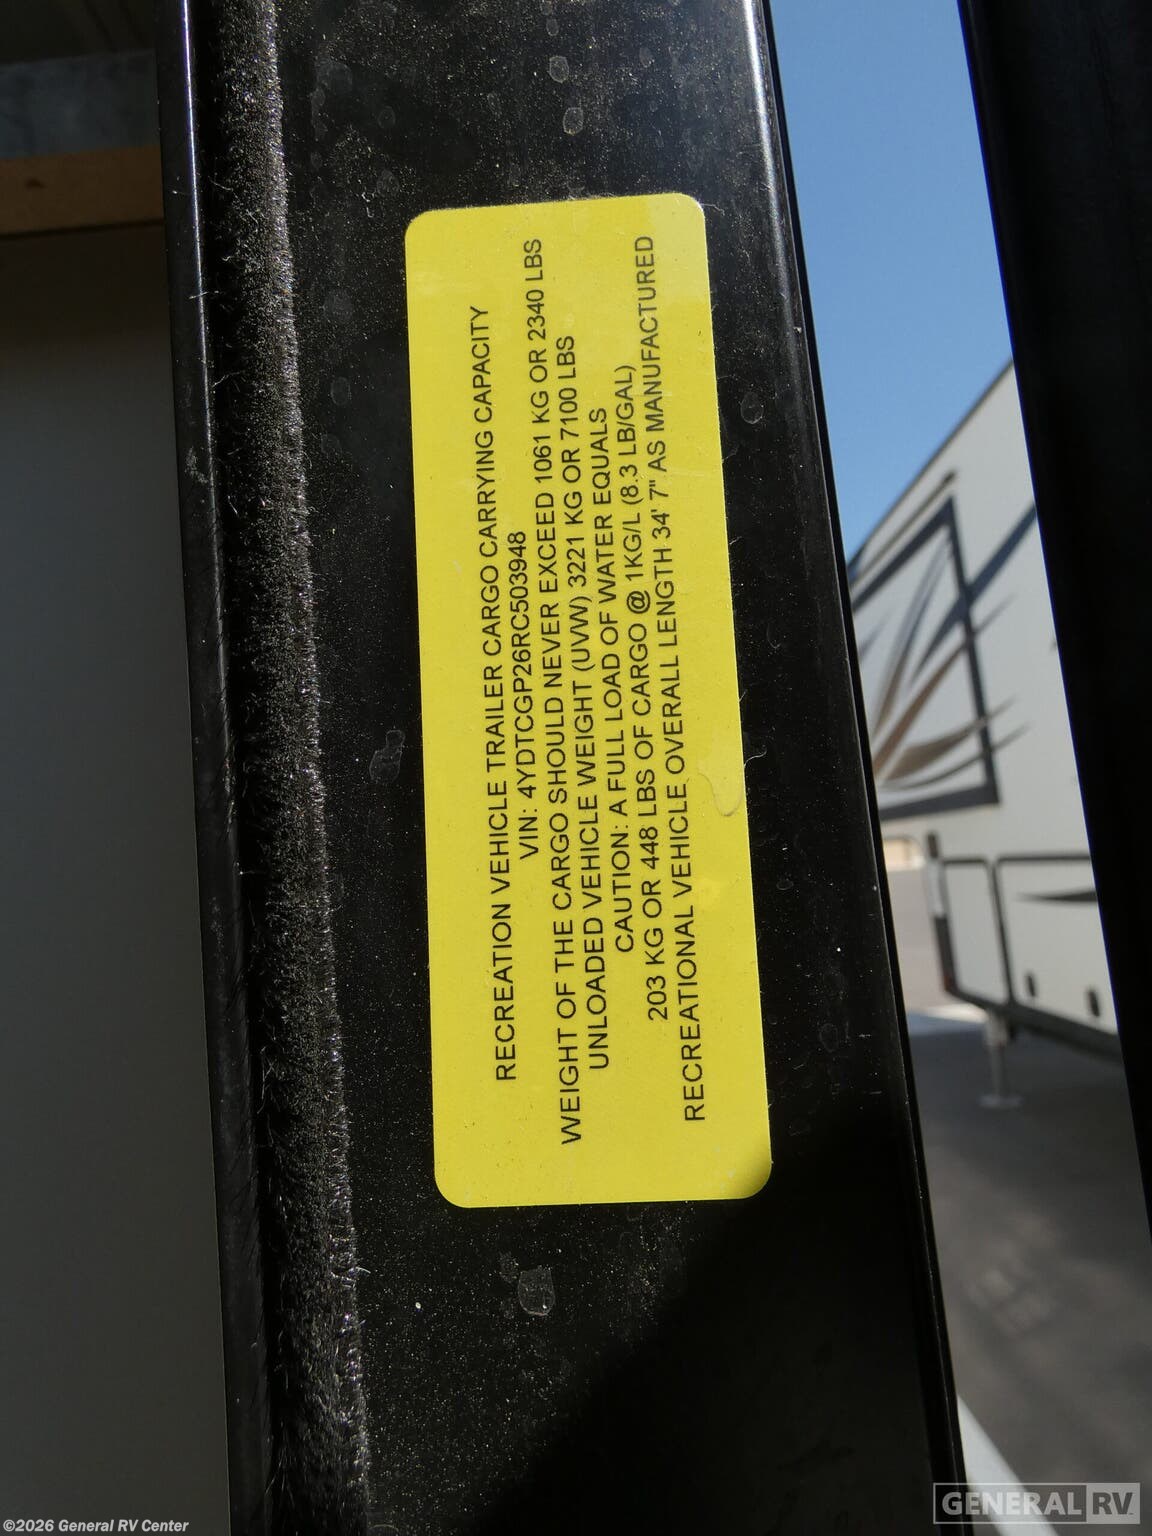 RECREATION VEHICLE TRAILER CARGO CARRYING CAPACITY
VIN: 4YDTCGP26RC503948
WEIGHT OF THE CARGO SHOULD NEVER EXCEED 1061 KG OR 2340 LBS
UNLOADED VEHICLE WEIGHT (UVW) 3221 KG OR 7100 LBS
CAUTION: A FULL LOAD OF WATER EQUALS
203 KG OR 448 LBS OF CARGO @ 1KG/L (8.3 LB/GAL)
RECREATIONAL VEHICLE OVERALL LENGTH 34' 7" AS MANUFACTURED
GENERAL RV
©2026 General RV Center